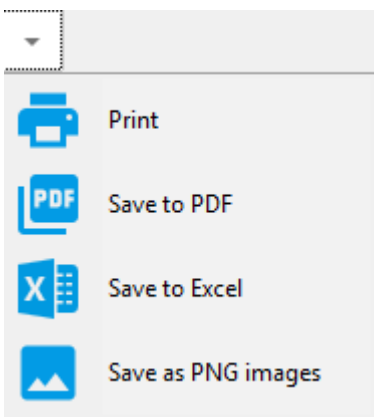 Print
PDF
Save to PDF
X
Save to Excel
Save as PNG images